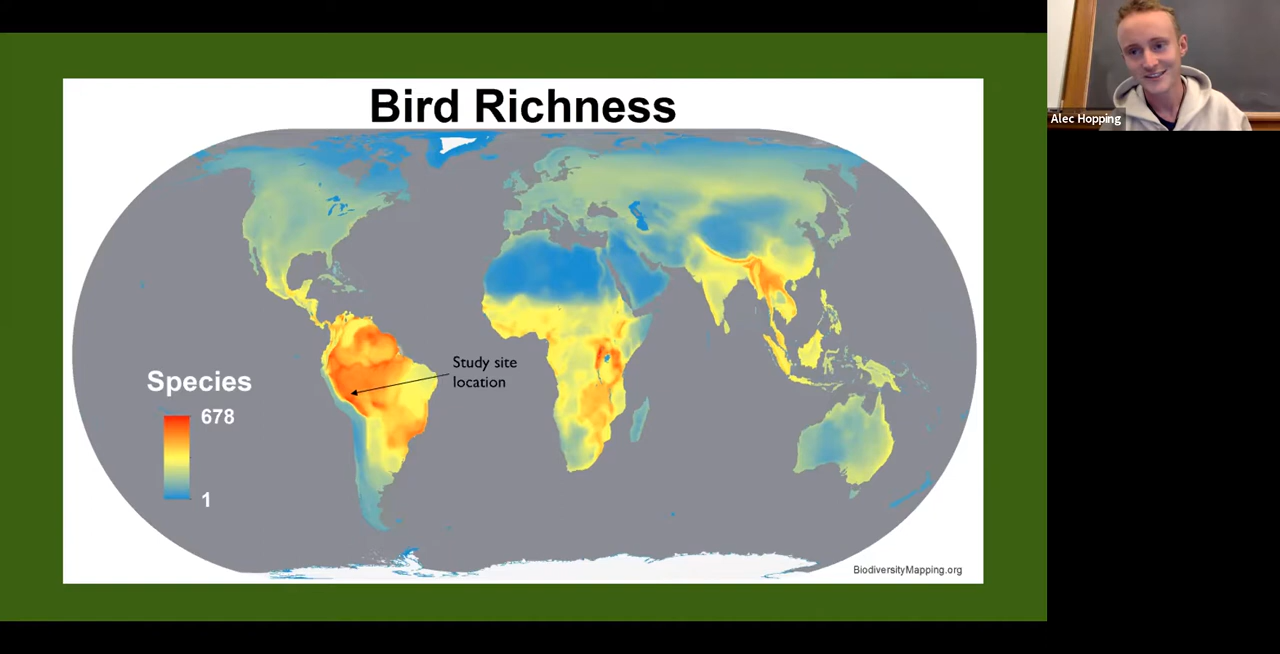 Bird Richness
Alec Hopping
Study site
location
Species
678
1
BiodiversityMapping.org